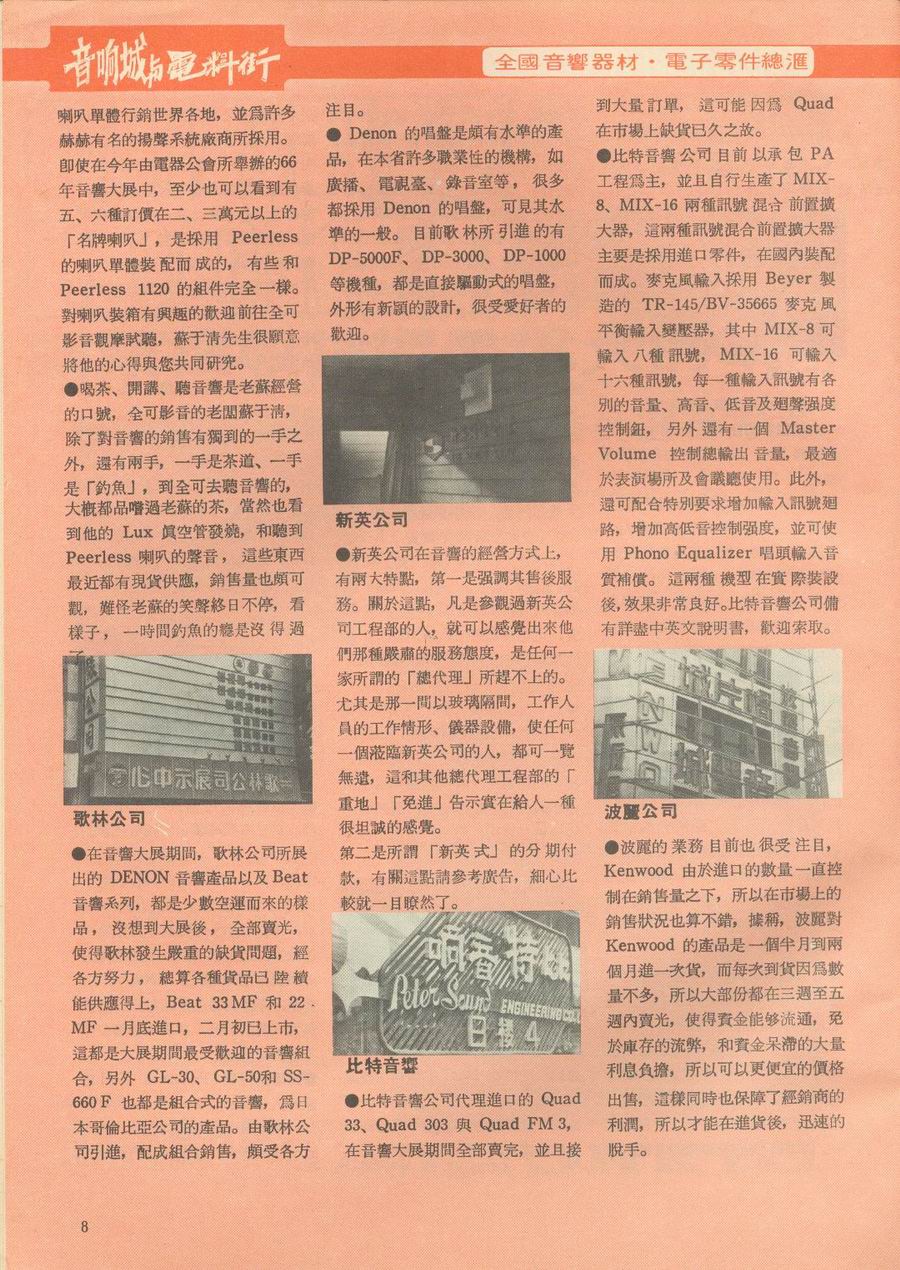 音响城与電料街
全國音響器材·電子零件總滙
喇叭單體行銷世界各地，並爲許多
赫赫有名的揚聲系統廠商所採用。
卽使在今年由電器公會所舉辦的66
年音響大展中，至少也可以看到有
五、六種訂價在二、三萬元以上的
「名牌喇叭」，是採用 Peerless
的喇叭單體裝配而成的，有些和
Peerless 1120 的組件完全一樣。
對喇叭裝箱有興趣的歡迎前往全可
影音觀摩試聽，蘇于淸先生很願意
將他的心得與您共同研究。
●喝茶、開講、聽音響是老蘇經營
的口號，全可影音的老闆蘇于淸，
除了對音響的銷售有獨到的一手之
外，還有兩手，一手是茶道、一手
是「釣魚」，到全可去聽音響的，
大槪都品嚐過老蘇的茶，當然也看
到他的 Lux 眞空管發燒，和聽到
Peerless 喇叭的聲音，這些東西
最近都有現貨供應，銷售量也頗可
觀，難怪老蘇的笑聲終日不停，看
樣子，一時間釣魚的癮是沒得過
了
歌林公司展示中心
歌林公司
●在音響大展期間，歌林公司所展
出的 DENON 音響產品以及 Beat
音響系列，都是少數空運而來的樣
品，沒想到大展後，全部賣光，
使得歌林發生嚴重的缺貨問題，經
各方努力，總算各種貨品已陸續
能供應得上，Beat 33MF 和 22
MF 一月底進口，二月初已上市，
這都是大展期間最受歡迎的音響組
合，另外 GL-30、GL-50和 SS-
660F 也都是組合式的音響，爲日
本哥倫比亞公司的產品。由歌林公
司引進，配成組合銷售，頗受各方
注目。
● Denon 的唱盤是頗有水準的產
品，在本省許多職業性的機構，如
廣播、電視臺、錄音室等，很多
都採用 Denon 的唱盤，可見其水
準的一般。目前歌林所引進的有
DP-5000F、DP-3000、DP-1000
等機種，都是直接驅動式的唱盤，
外形有新穎的設計，很受愛好者的
歡迎。
新英公司
●新英公司在音響的經營方式上，
有兩大特點，第一是强調其售後服
務。關於這點，凡是參觀過新英公
司工程部的人，就可以感覺出來他
們那種嚴肅的服務態度，是任何一
家所謂的「總代理」所趕不上的。
尤其是那一間以玻璃隔間，工作人
員的工作情形、儀器設備，使任何
一個蒞臨新英公司的人，都可一覽
無遺，這和其他總代理工程部的「
重地」「免進」告示實在給人一種
很坦誠的感覺。
第二是所謂「新英式」的分期付
款，有關這點請參考廣告，細心比
較就一目瞭然了。
Peter Sound ENGINEERING CO.
比特音響
●比特音響公司代理進口的 Quad
33、Quad 303 與 Quad FM 3，
在音響大展期間全部賣完，並且接
到大量訂單，這可能因爲 Quad
在市場上缺貨已久之故。
●比特音響公司目前以承包 PA
工程爲主，並且自行生產了 MIX-
8、MIX-16 兩種訊號混合前置擴
大器，這兩種訊號混合前置擴大器
主要是採用進口零件，在國內裝配
而成。麥克風輸入採用 Beyer 製
造的 TR-145/BV-35665 麥克風
平衡輸入變壓器，其中 MIX-8 可
輸入八種訊號，MIX-16 可輸入
十六種訊號，每一種輸入訊號有各
別的音量、高音、低音及廻聲强度
控制鈕，另外還有一個 Master
Volume 控制總輸出音量，最適
於表演場所及會議廳使用。此外，
還可配合特別要求增加輸入訊號廻
路，增加高低音控制强度，並可使
用 Phono Equalizer 唱頭輸入音
質補償。這兩種機型在實際裝設
後，效果非常良好。比特音響公司備
有詳盡中英文說明書，歡迎索取。
波麗公司
●波麗的業務目前也很受注目，
Kenwood 由於進口的數量一直控
制在銷售量之下，所以在市場上的
銷售狀況也算不錯，據稱，波麗對
Kenwood 的產品是一個半月到兩
個月進一次貨，而每次到貨因爲數
量不多，所以大部份都在三週至五
週內賣光，使得資金能够流通，免
於庫存的流弊，和資金呆滯的大量
利息負擔，所以可以更便宜的價格
出售，這樣同時也保障了經銷商的
利潤，所以才能在進貨後，迅速的
脫手。
8